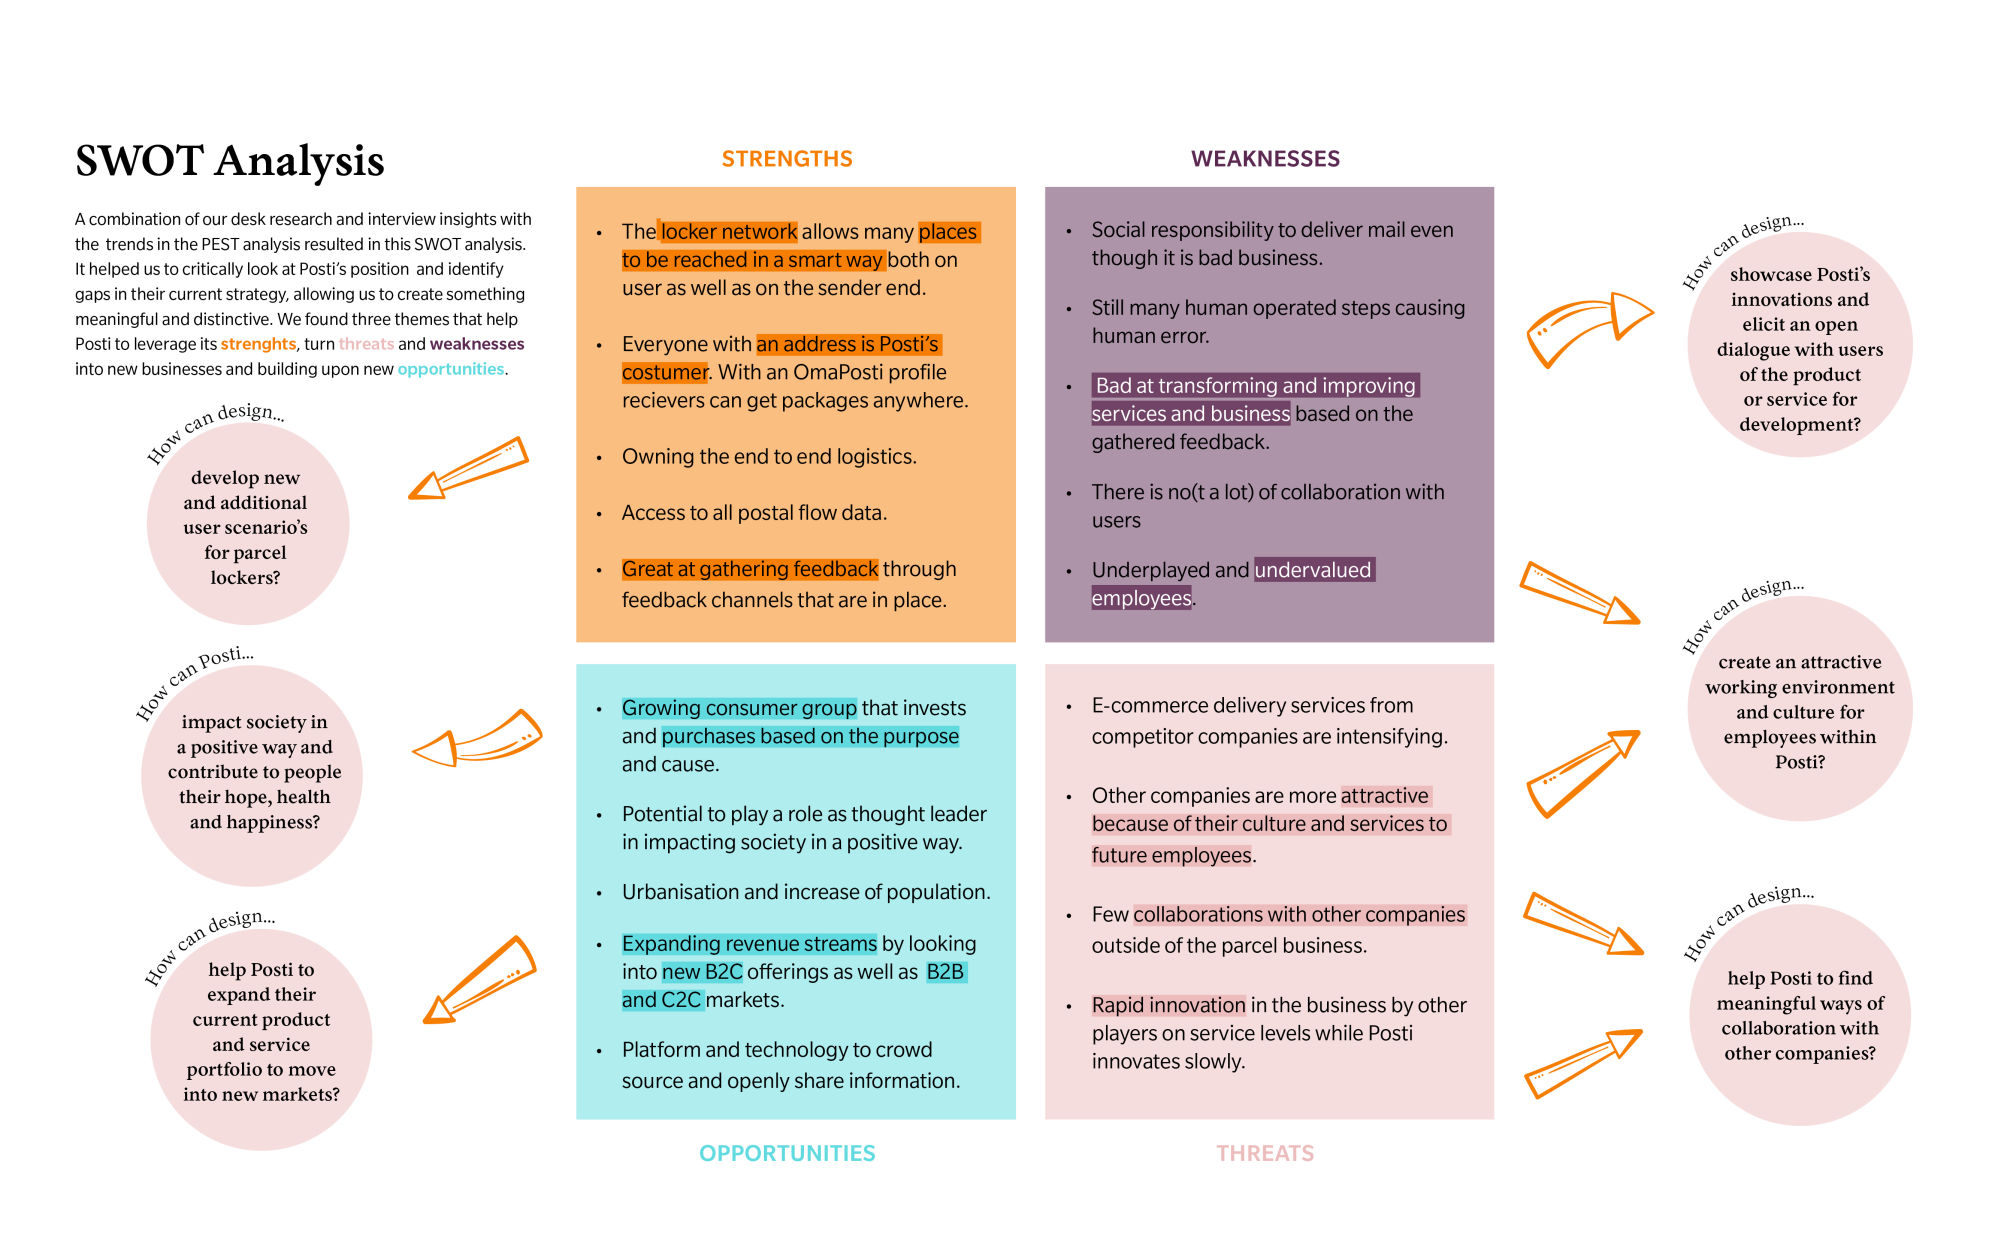 SWOT Analysis
A combination of our desk research and interview insights with
the trends in the PEST analysis resulted in this SWOT analysis.
It helped us to critically look at Posti's position and identify
gaps in their current strategy, allowing us to create something
meaningful and distinctive. We found three themes that help
Posti to leverage its strenghts, turn threats and weaknesses
into new businesses and building upon new opportunities.
How can design...
develop new
and additional
user scenario's
for parcel
lockers?
How can Posti...
impact society in
a positive way and
contribute to people
their hope, health
and happiness?
How can design...
help Posti to
expand their
current product
and service
portfolio to move
into new markets?
STRENGTHS
• The locker network allows many places
to be reached in a smart way both on
user as well as on the sender end.
• Everyone with an address is Posti's
costumer. With an OmaPosti profile
recievers can get packages anywhere.
• Owning the end to end logistics.
• Access to all postal flow data.
• Great at gathering feedback through
feedback channels that are in place.
WEAKNESSES
• Social responsibility to deliver mail even
though it is bad business.
• Still many human operated steps causing
human error.
• Bad at transforming and improving
services and business based on the
gathered feedback.
• There is no(t a lot) of collaboration with
users
• Underplayed and undervalued
employees.
• Growing consumer group that invests
and purchases based on the purpose
and cause.
• Potential to play a role as thought leader
in impacting society in a positive way.
• Urbanisation and increase of population.
• Expanding revenue streams by looking
into new B2C offerings as well as B2B
and C2C markets.
• Platform and technology to crowd
source and openly share information.
OPPORTUNITIES
• E-commerce delivery services from
competitor companies are intensifying.
• Other companies are more attractive
because of their culture and services to
future employees.
• Few collaborations with other companies
outside of the parcel business.
• Rapid innovation in the business by other
players on service levels while Posti
innovates slowly.
THREATS
How can design...
showcase Posti's
innovations and
elicit an open
dialogue with users
of the product
or service for
development?
How can design...
create an attractive
working environment
and culture for
employees within
Posti?
How can design...
help Posti to find
meaningful ways of
collaboration with
other companies?